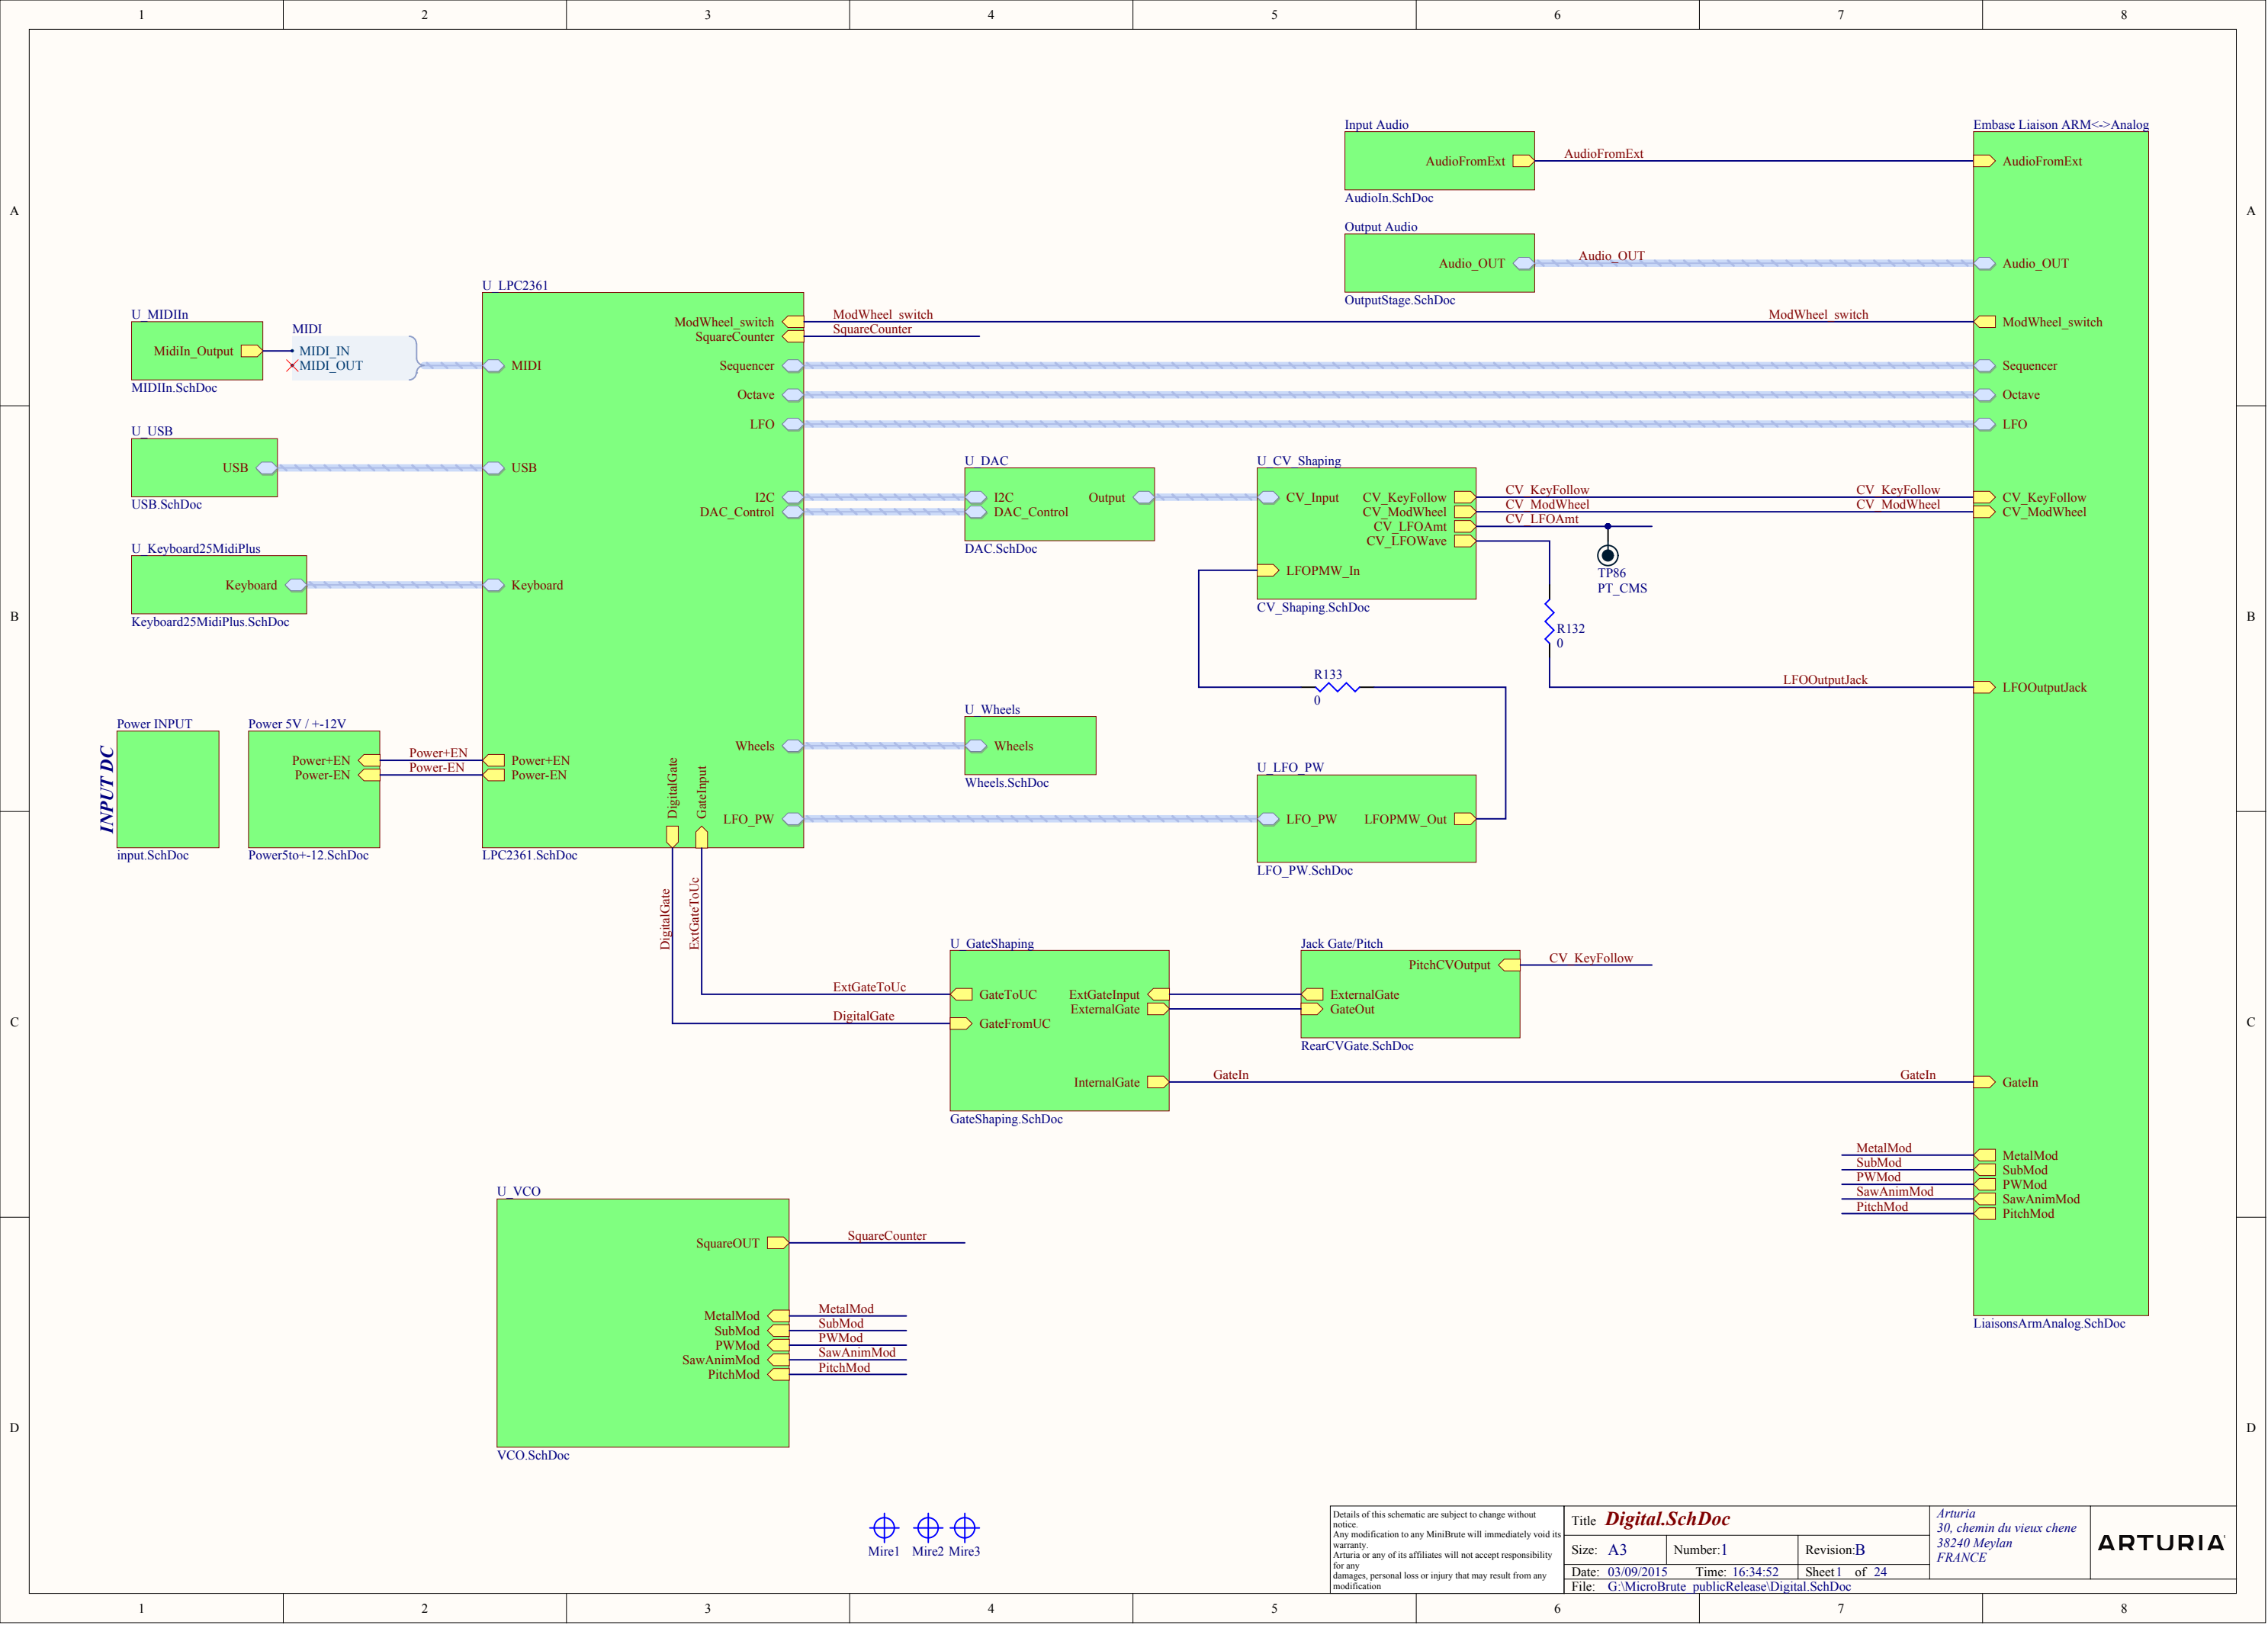 1 2 3 4 5 6 7 8
A A
B B
C C
D D
Input Audio
AudioFromExt
AudioIn.SchDoc
AudioFromExt
Output Audio
Audio_OUT
OutputStage.SchDoc
Audio_OUT
Embase Liaison ARM<->Analog
AudioFromExt
Audio_OUT
ModWheel_switch
Sequencer
Octave
LFO
CV_KeyFollow
CV_ModWheel
LFOOutputJack
GateIn
MetalMod
SubMod
PWMod
SawAnimMod
PitchMod
LiaisonsArmAnalog.SchDoc
U_MIDIIn
MidiIn_Output
MIDIIn.SchDoc
MIDI
MIDI_IN
MIDI_OUT
U_USB
USB
USB.SchDoc
U_Keyboard25MidiPlus
Keyboard
Keyboard25MidiPlus.SchDoc
INPUT DC
Power INPUT
input.SchDoc
Power 5V / +-12V
Power+EN
Power-EN
Power5to+-12.SchDoc
Power+EN
Power-EN
U_LPC2361
MIDI
USB
Keyboard
Power+EN
Power-EN
ModWheel_switch
SquareCounter
Sequencer
Octave
LFO
I2C
DAC_Control
Wheels
LFO_PW
DigitalGate
GateInput
LPC2361.SchDoc
ModWheel_switch
SquareCounter
ModWheel_switch
U_DAC
I2C
DAC_Control
Output
DAC.SchDoc
U_CV_Shaping
CV_Input
LFOPMW_In
CV_KeyFollow
CV_ModWheel
CV_LFOAmt
CV_LFOWave
CV_Shaping.SchDoc
CV_KeyFollow
CV_ModWheel
CV_LFOAmt
CV_KeyFollow
CV_ModWheel
TP86
PT_CMS
R132
0
LFOOutputJack
R133
0
U_Wheels
Wheels
Wheels.SchDoc
U_LFO_PW
LFO_PW
LFOPMW_Out
LFO_PW.SchDoc
DigitalGate
ExtGateToUc
ExtGateToUc
DigitalGate
U_GateShaping
GateToUC
GateFromUC
ExtGateInput
ExternalGate
InternalGate
GateShaping.SchDoc
Jack Gate/Pitch
PitchCVOutput
ExternalGate
GateOut
RearCVGate.SchDoc
CV_KeyFollow
GateIn
GateIn
MetalMod
SubMod
PWMod
SawAnimMod
PitchMod
U_VCO
SquareOUT
MetalMod
SubMod
PWMod
SawAnimMod
PitchMod
VCO.SchDoc
SquareCounter
MetalMod
SubMod
PWMod
SawAnimMod
PitchMod
Mire1 Mire2 Mire3
Details of this schematic are subject to change without
notice.
Any modification to any MiniBrute will immediately void its
warranty.
Arturia or any of its affiliates will not accept responsibility
for any
damages, personal loss or injury that may result from any
modification
Title Digital.SchDoc
Size: A3 Number:1 Revision:B
Date: 03/09/2015 Time: 16:34:52 Sheet1 of 24
File: G:\MicroBrute_publicRelease\Digital.SchDoc
Arturia
30, chemin du vieux chene
38240 Meylan
FRANCE
ARTURIA
1 2 3 4 5 6 7 8